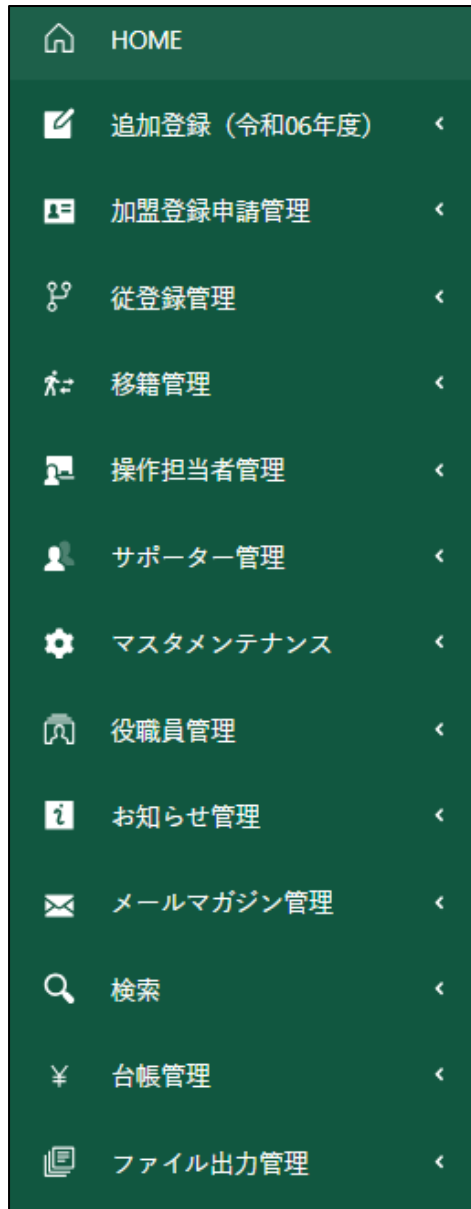 HOME
追加登録（令和06年度）
加盟登録申請管理
従登録管理
移籍管理
操作担当者管理
サポーター管理
マスタメンテナンス
役職員管理
お知らせ管理
メールマガジン管理
検索
¥ 台帳管理
ファイル出力管理